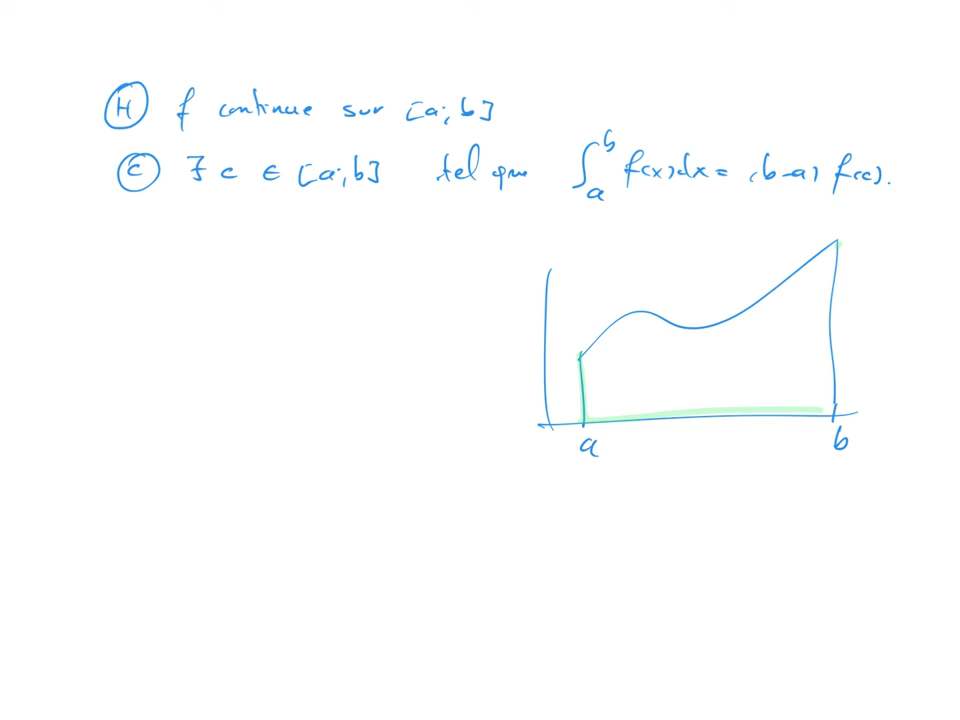 H f continue sur [a;b]
C ∃ c ∈ [a;b] tel que ∫_a^b f(x)dx = (b-a) f(c).
a
b